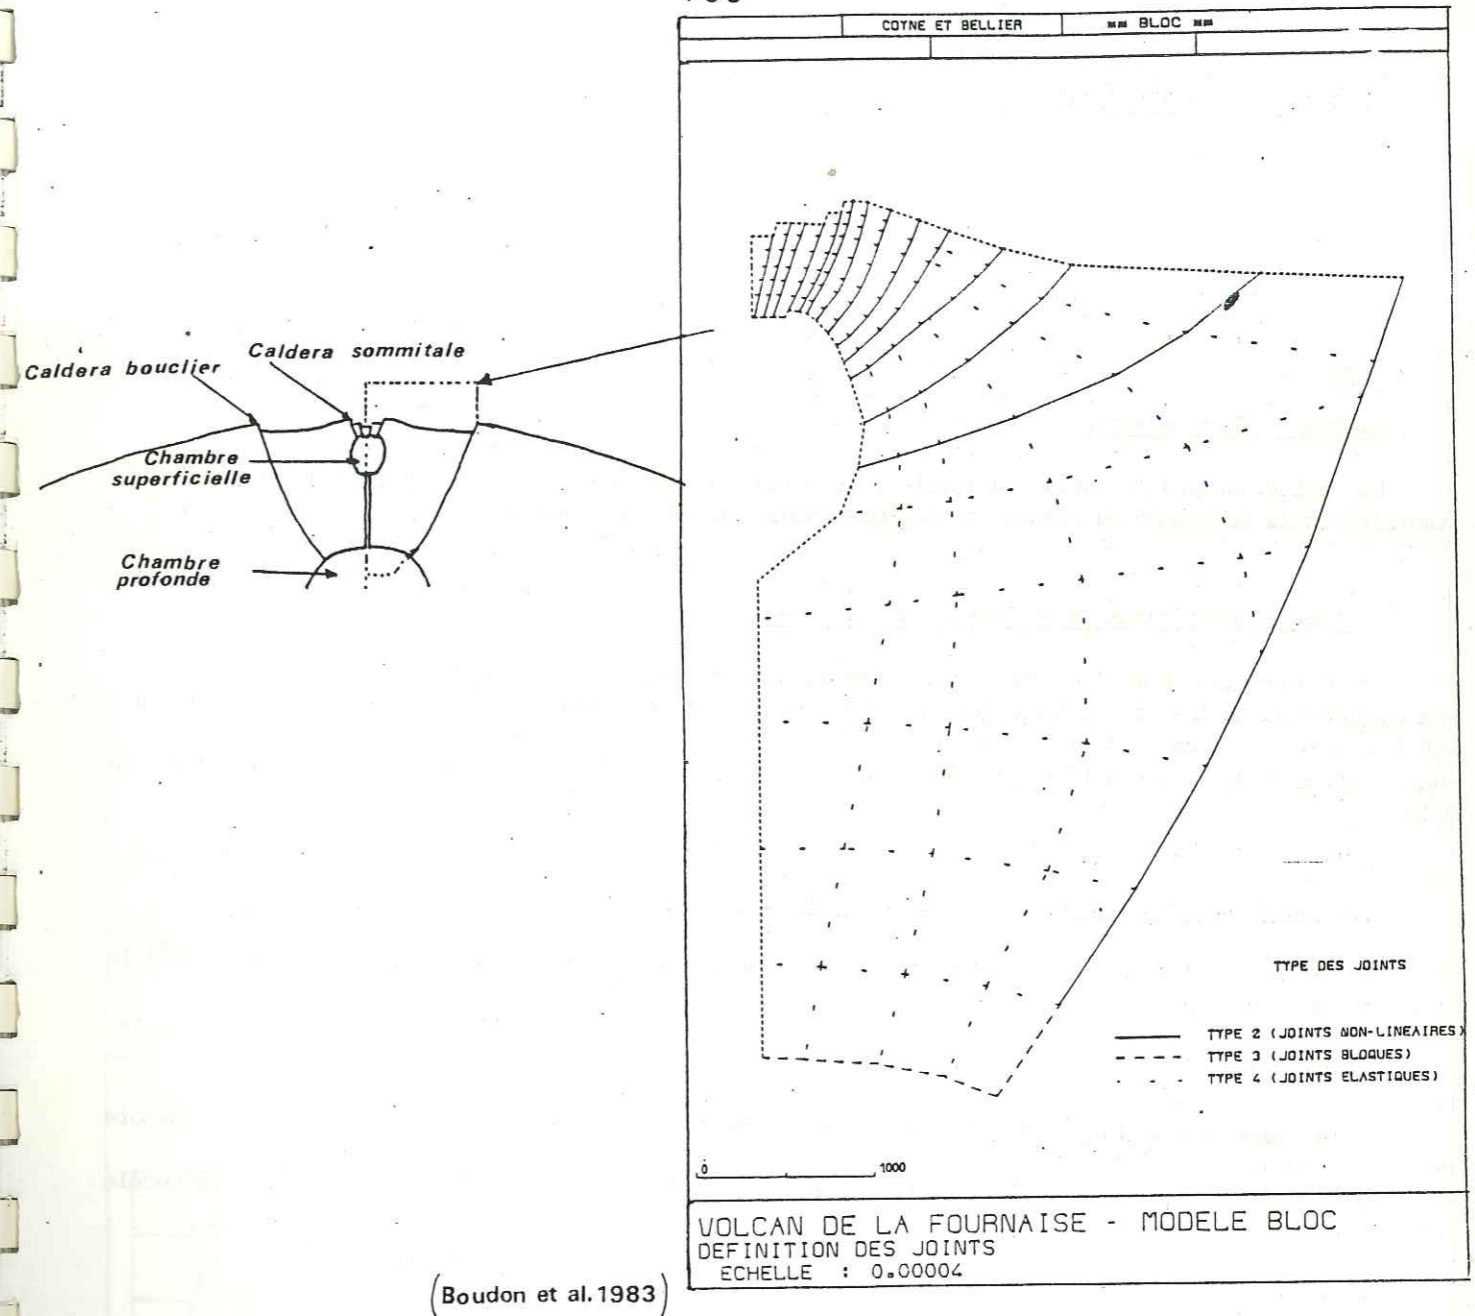 COYNE ET BELLIER
** BLOC **
Caldera sommitale
Caldera bouclier
Chambre
superficielle
Chambre
profonde
TYPE DES JOINTS
TYPE 2 (JOINTS NON-LINEAIRES)
TYPE 3 (JOINTS BLOQUES)
TYPE 4 (JOINTS ELASTIQUES)
0 1000
VOLCAN DE LA FOURNAISE - MODELE BLOC
DEFINITION DES JOINTS
ECHELLE : 0.00004
(Boudon et al. 1983)